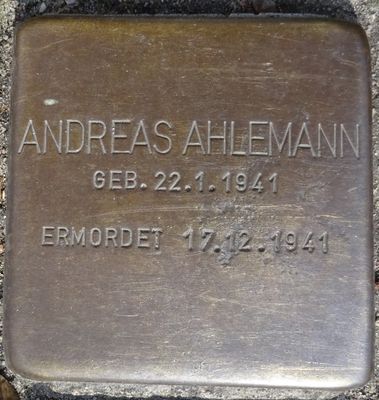 ANDREAS AHLEMANN
GEB. 22.1.1941
ERMORDET 17.12.1941